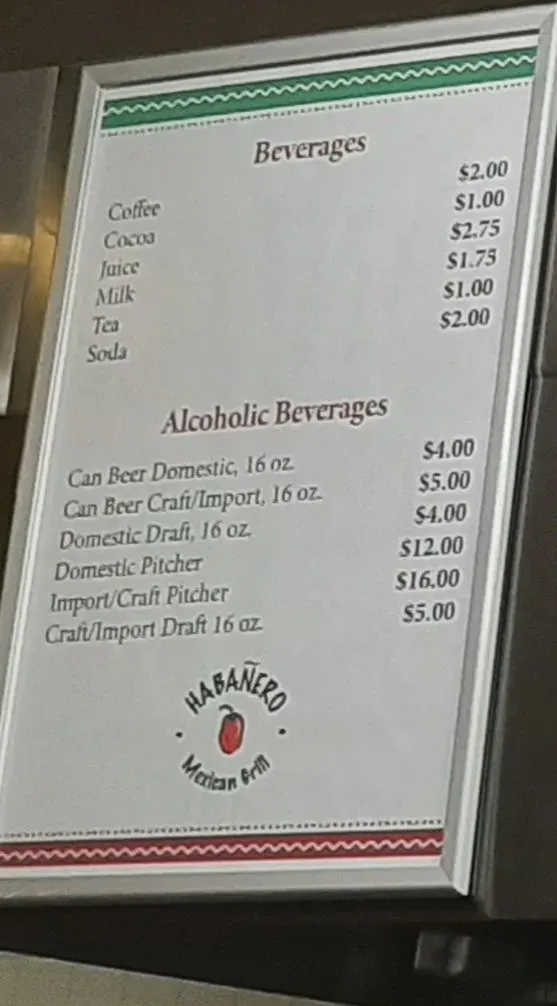 Beverages
Coffee $2.00
Cocoa $1.00
Juice $2.75
Milk $1.75
Tea $1.00
Soda $2.00
Alcoholic Beverages
Can Beer Domestic, 16 oz. $4.00
Can Beer Craft/Import, 16 oz. $5.00
Domestic Draft, 16 oz. $4.00
Domestic Pitcher $12.00
Import/Craft Pitcher $16.00
Craft/Import Draft 16 oz. $5.00
HABAÑERO
Mexican Grill